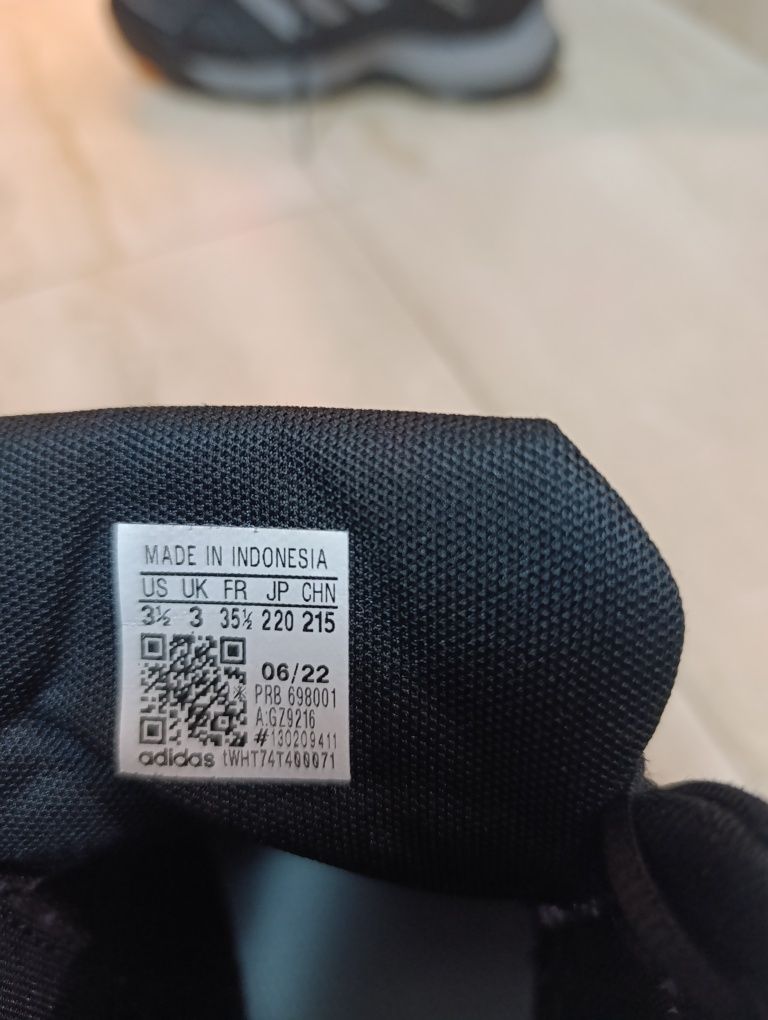 MADE IN INDONESIA
US UK FR JP CHN
3½ 3 35½ 220 215
06/22
PRB 698001
A:GZ9216
#130209411
adidas tWHT74T400071